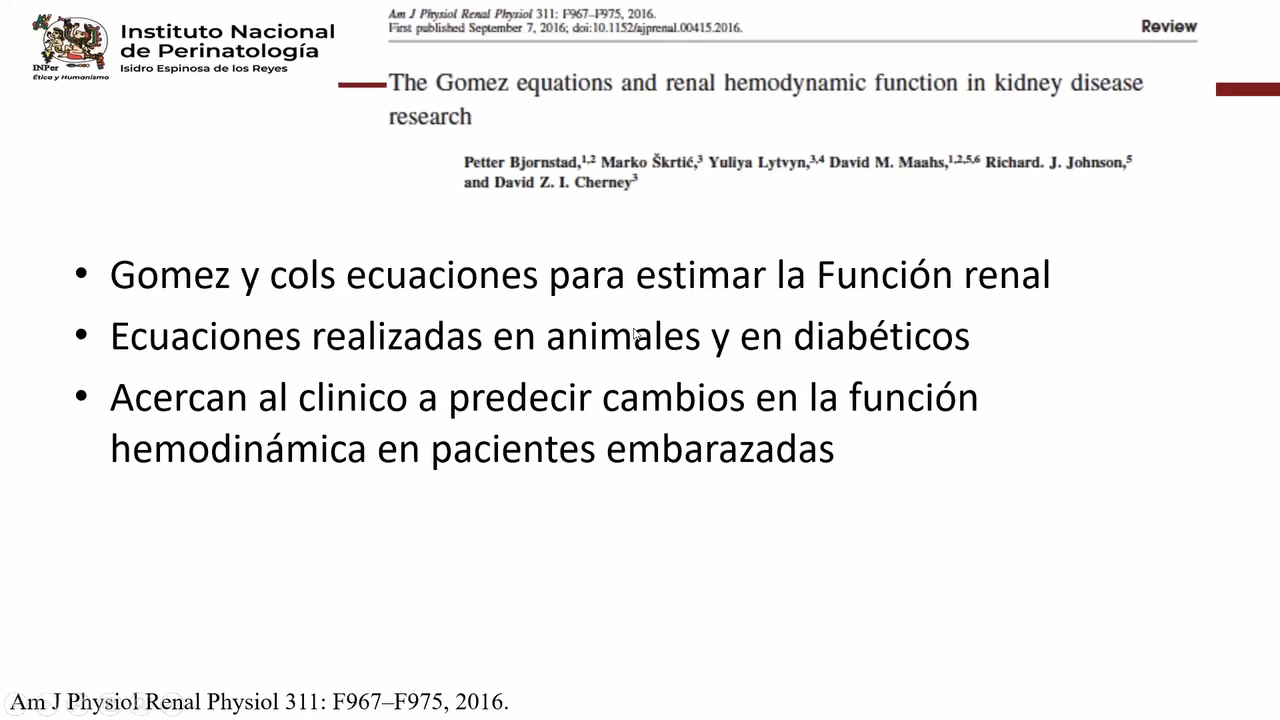 Instituto Nacional
de Perinatología
Isidro Espinosa de los Reyes
INPer
Ética y Humanismo
Am J Physiol Renal Physiol 311: F967–F975, 2016.
First published September 7, 2016; doi:10.1152/ajprenal.00415.2016.
Review
The Gomez equations and renal hemodynamic function in kidney disease
research
Petter Bjornstad,1,2 Marko Škrtić,3 Yuliya Lytvyn,3,4 David M. Maahs,1,2,5,6 Richard. J. Johnson,5
and David Z. I. Cherney3
• Gomez y cols ecuaciones para estimar la Función renal
• Ecuaciones realizadas en animales y en diabéticos
• Acercan al clinico a predecir cambios en la función
hemodinámica en pacientes embarazadas
Am J Physiol Renal Physiol 311: F967–F975, 2016.